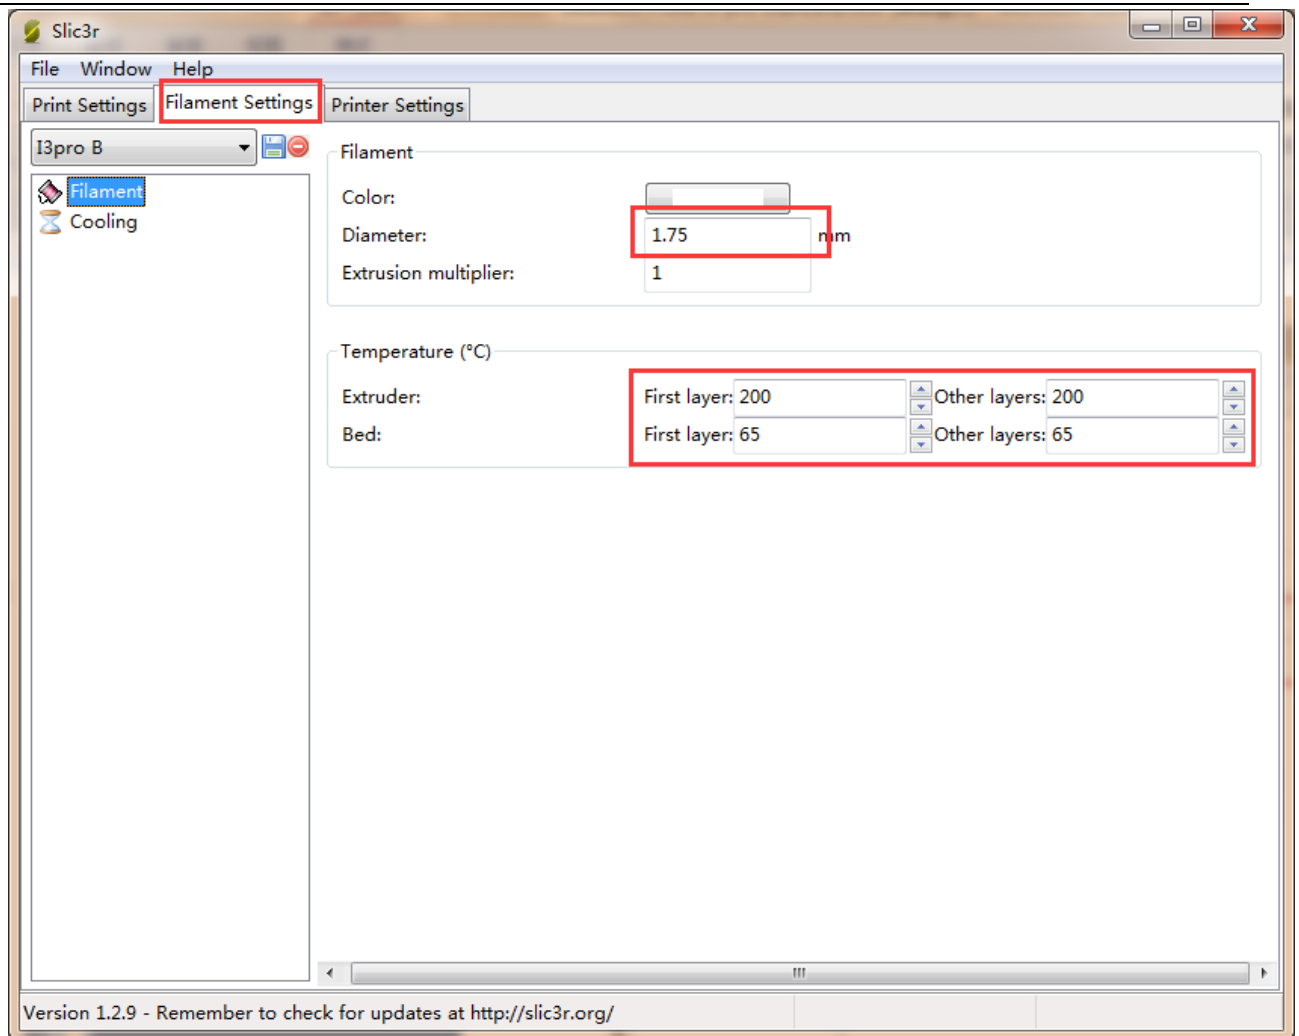 Slic3r
File Window Help
Print Settings Filament Settings Printer Settings
I3pro B
Filament
Cooling
Filament
Color:
Diameter: 1.75 mm
Extrusion multiplier: 1
Temperature (°C)
Extruder: First layer: 200 Other layers: 200
Bed: First layer: 65 Other layers: 65
Version 1.2.9 - Remember to check for updates at http://slic3r.org/